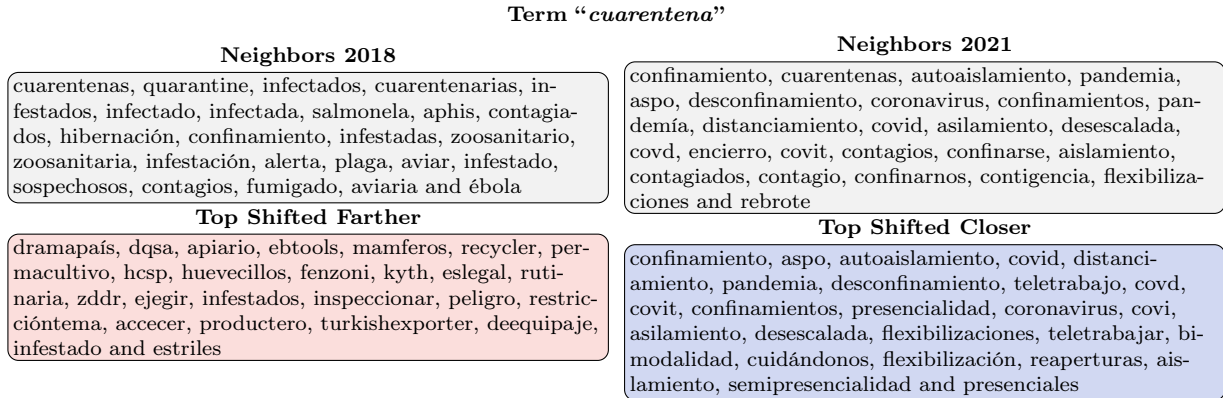 Term “cuarentena”
Neighbors 2018
cuarentenas, quarantine, infectados, cuarentenarias, in-
festados, infectado, infectada, salmonela, aphis, contagia-
dos, hibernación, confinamiento, infestadas, zoosanitario,
zoosanitaria, infestación, alerta, plaga, aviar, infestado,
sospechosos, contagios, fumigado, aviaria and ébola
Top Shifted Farther
dramapaís, dqsa, apiario, ebtools, mamferos, recycler, per-
macultivo, hcsp, huevecillos, fenzoni, kyth, eslegal, ruti-
naria, zddr, ejegir, infestados, inspeccionar, peligro, restric-
cióntema, accecer, productero, turkishexporter, deequipaje,
infestado and estriles
Neighbors 2021
confinamiento, cuarentenas, autoaislamiento, pandemia,
aspo, desconfinamiento, coronavirus, confinamientos, pan-
demía, distanciamiento, covid, asilamiento, desescalada,
covd, encierro, covit, contagios, confinarse, aislamiento,
contagiados, contagio, confinarnos, contigencia, flexibiliza-
ciones and rebrote
Top Shifted Closer
confinamiento, aspo, autoaislamiento, covid, distanci-
amiento, pandemia, desconfinamiento, teletrabajo, covd,
covit, confinamientos, presencialidad, coronavirus, covi,
asilamiento, desescalada, flexibilizaciones, teletrabajar, bi-
modalidad, cuidándonos, flexibilización, reaperturas, ais-
lamiento, semipresencialidad and presenciales